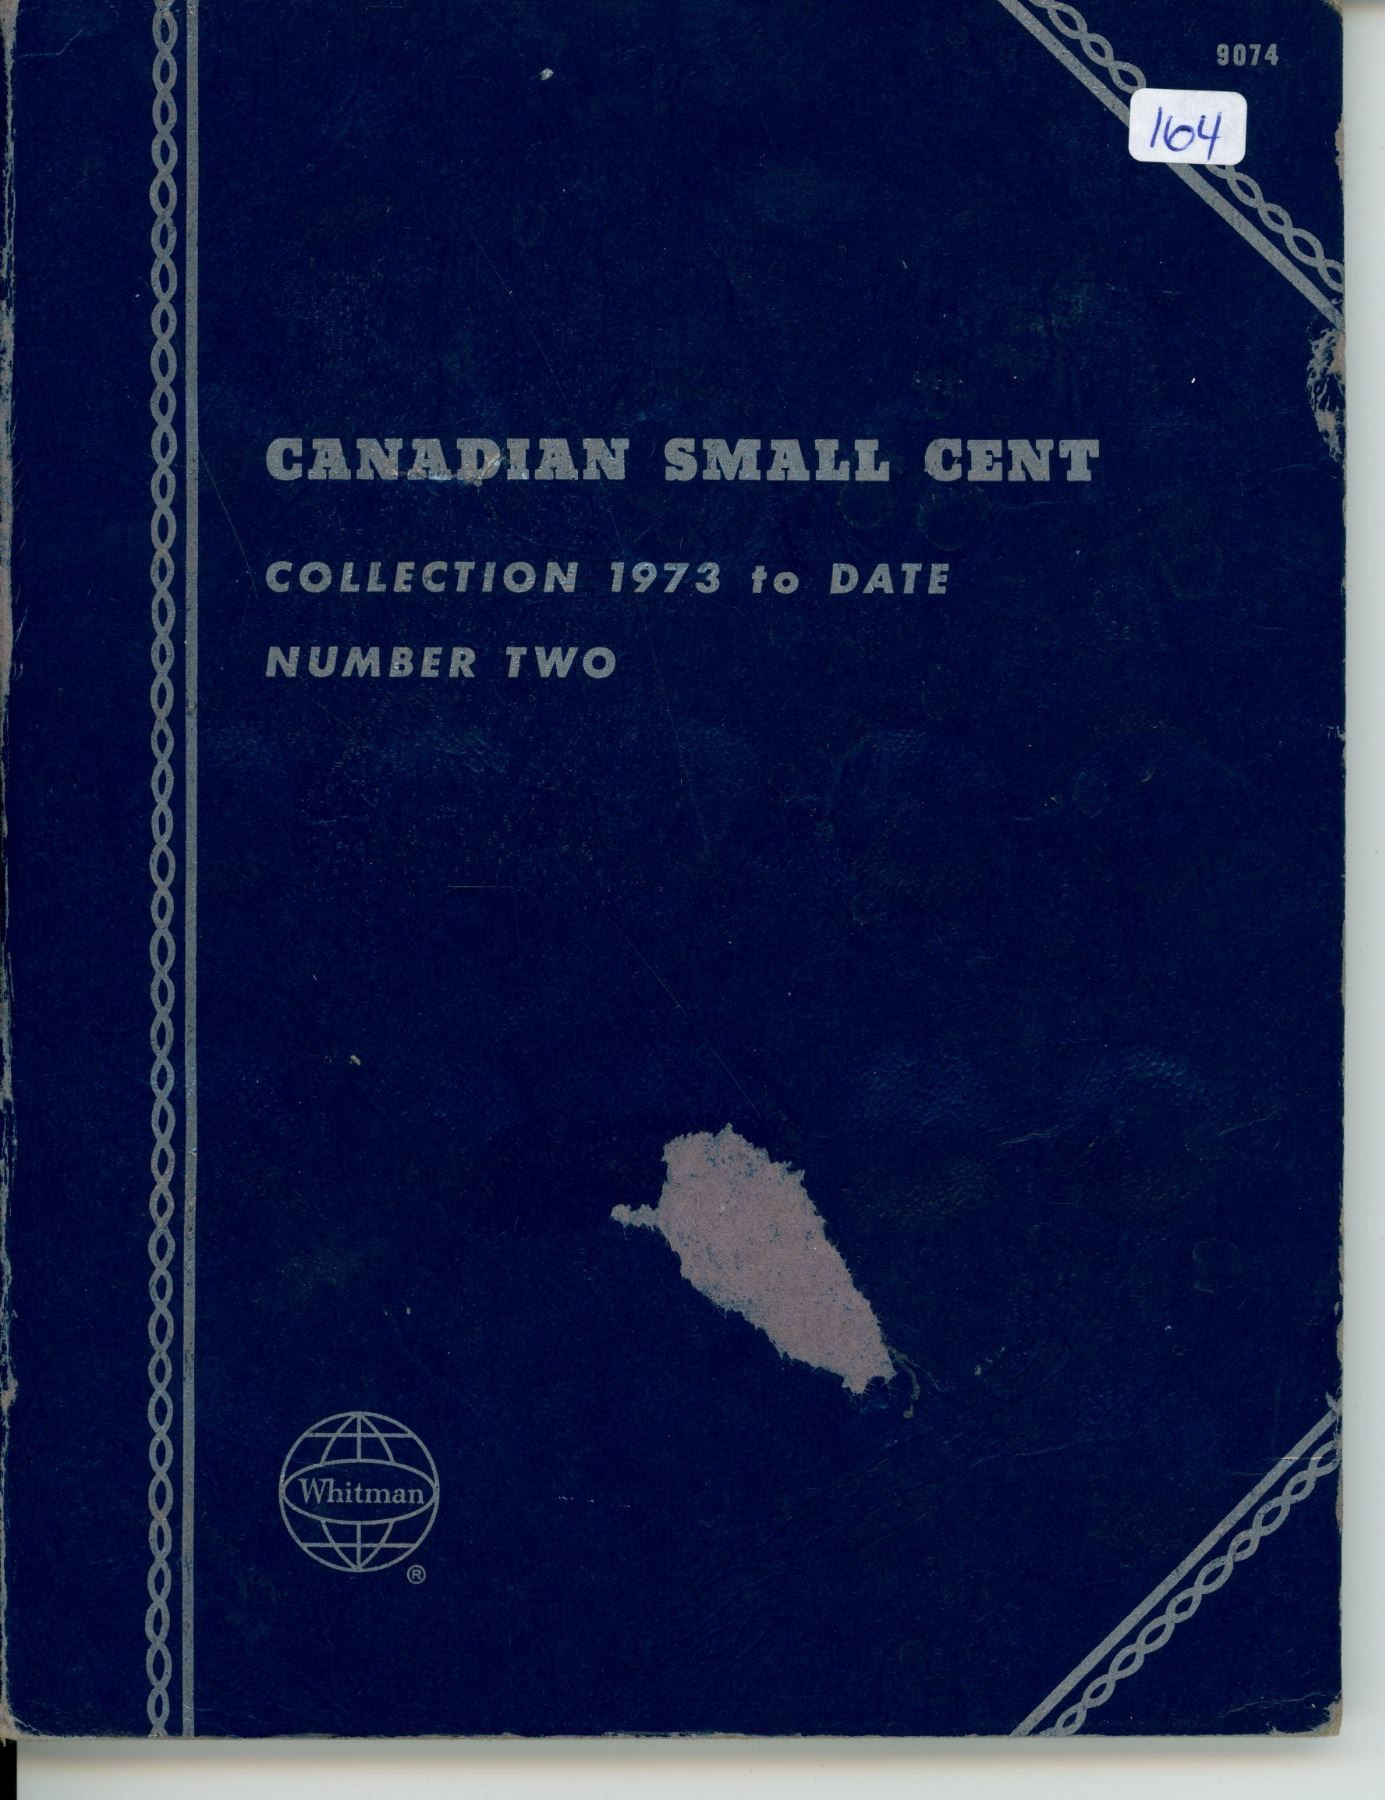 9074
164
CANADIAN SMALL CENT
COLLECTION 1973 to DATE
NUMBER TWO
Whitman
®